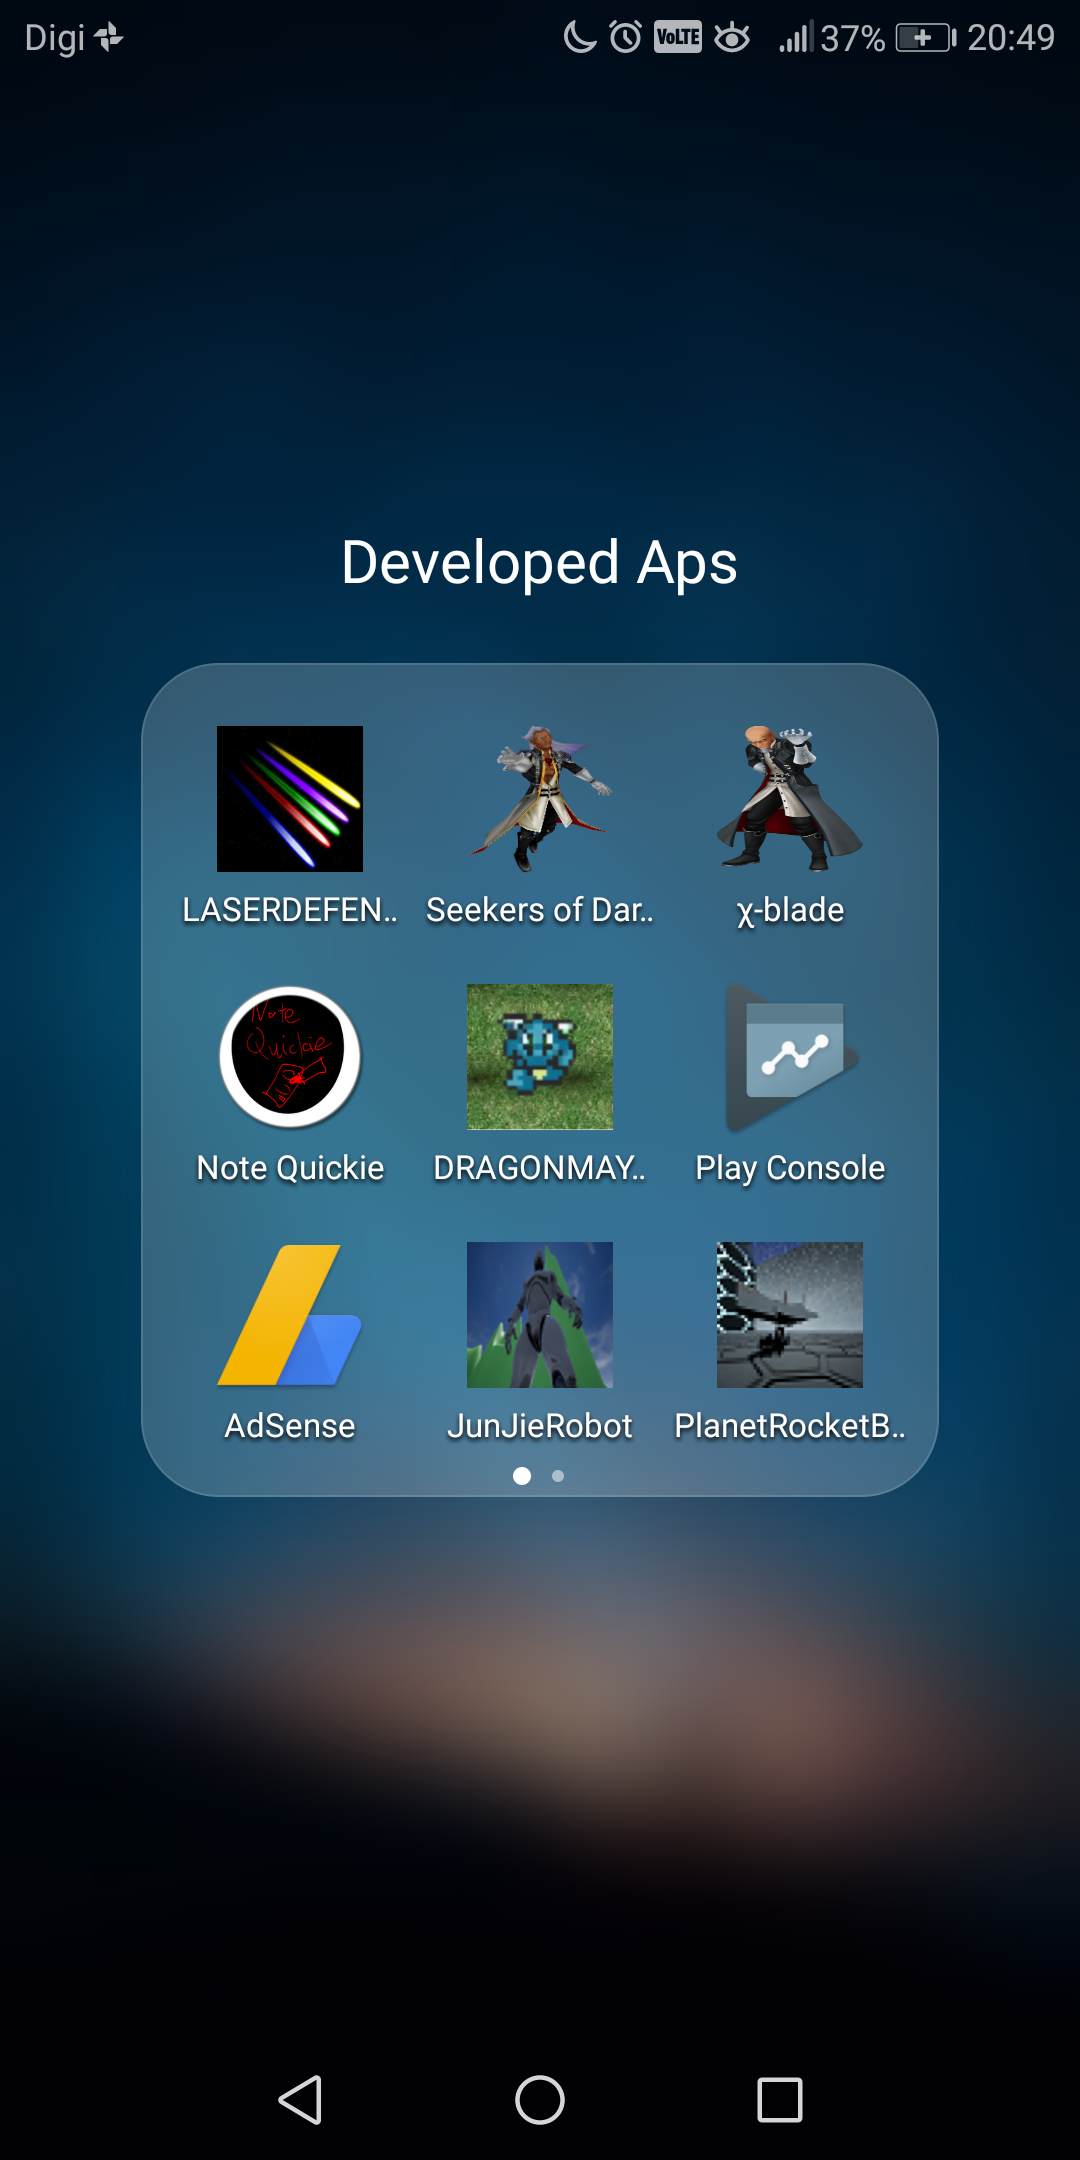 Digi VoLTE 37% 20:49
Developed Aps
LASERDEFEN.. Seekers of Dar.. χ-blade
Note
Quickie
Note Quickie DRAGONMAY.. Play Console
AdSense JunJieRobot PlanetRocketB..